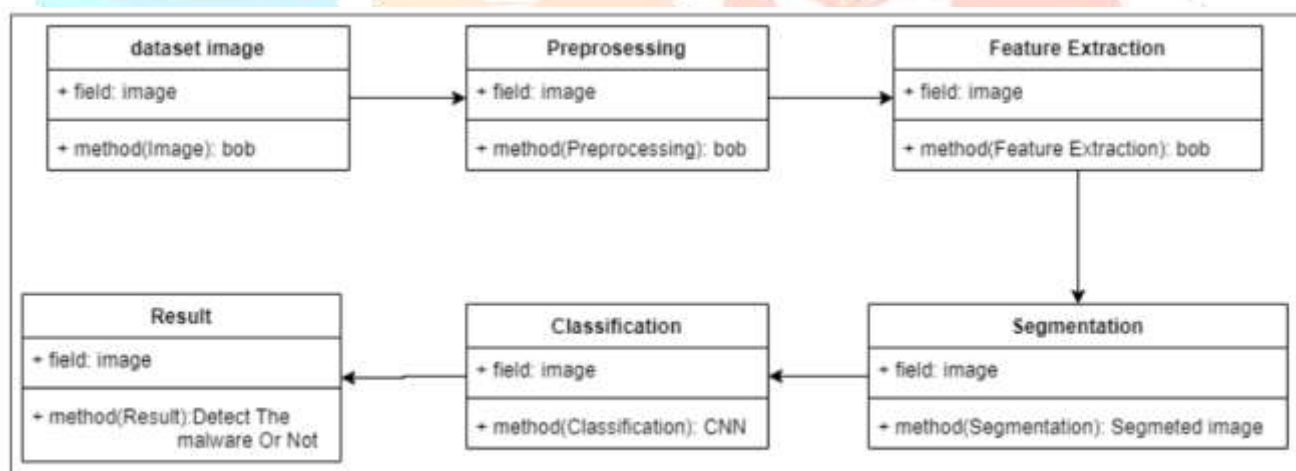 dataset image
+ field: image
+ method(Image): bob
Preprosessing
+ field: image
+ method(Preprocessing): bob
Feature Extraction
+ field: image
+ method(Feature Extraction): bob
Segmentation
+ field: image
+ method(Segmentation): Segmeted image
Classification
+ field: image
+ method(Classification): CNN
Result
+ field: image
+ method(Result):Detect The
malware Or Not